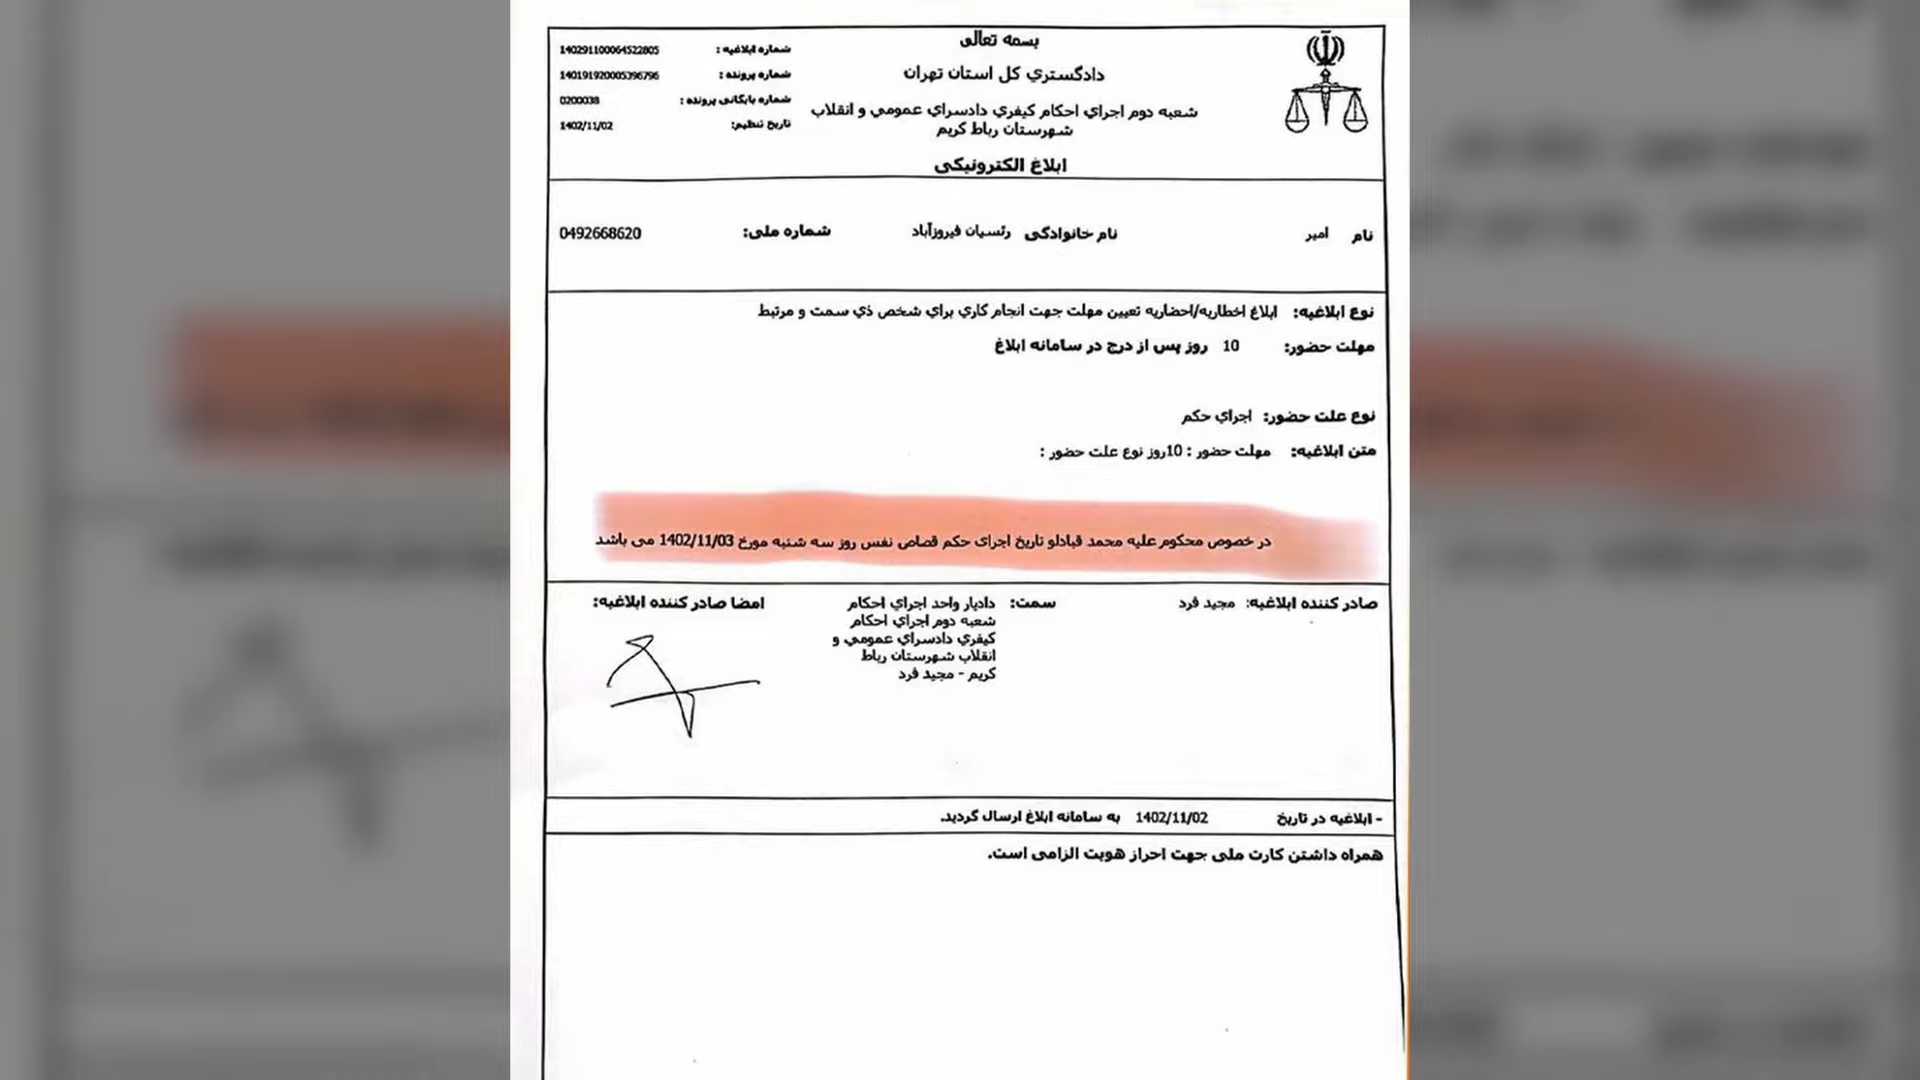 بسمه تعالی
دادگستري کل استان تهران
شعبه دوم اجراي احکام کيفري دادسراي عمومي و انقلاب
شهرستان رباط کريم
ابلاغ الکترونیکی
شماره ابلاغیه : 140291100064522805
شماره پرونده : 140191920005396796
شماره بایگانی پرونده : 0200038
تاریخ تنظیم: 1402/11/02
نام امیر نام خانوادگی رئسیان فیروزآباد شماره ملی: 0492668620
نوع ابلاغیه: ابلاغ اخطاریه/احضاریه تعیین مهلت جهت انجام کاري براي شخص ذي سمت و مرتبط
مهلت حضور: 10 روز پس از درج در سامانه ابلاغ
نوع علت حضور: اجراي حکم
متن ابلاغیه: مهلت حضور : 10روز نوع علت حضور :
در خصوص محکوم علیه محمد قبادلو تاریخ اجرای حکم قصاص نفس روز سه شنبه مورخ 1402/11/03 می باشد
صادر کننده ابلاغیه: مجید فرد
سمت: دادیار واحد اجراي احکام
شعبه دوم اجراي احکام
کيفري دادسراي عمومي و
انقلاب شهرستان رباط
کريم - مجید فرد
امضا صادر کننده ابلاغیه:
- ابلاغیه در تاریخ 1402/11/02 به سامانه ابلاغ ارسال گردید.
همراه داشتن کارت ملی جهت احراز هویت الزامی است.